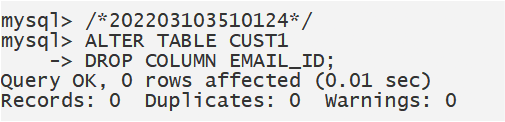 mysql> /*202203103510124*/
mysql> ALTER TABLE CUST1
    -> DROP COLUMN EMAIL_ID;
Query OK, 0 rows affected (0.01 sec)
Records: 0  Duplicates: 0  Warnings: 0